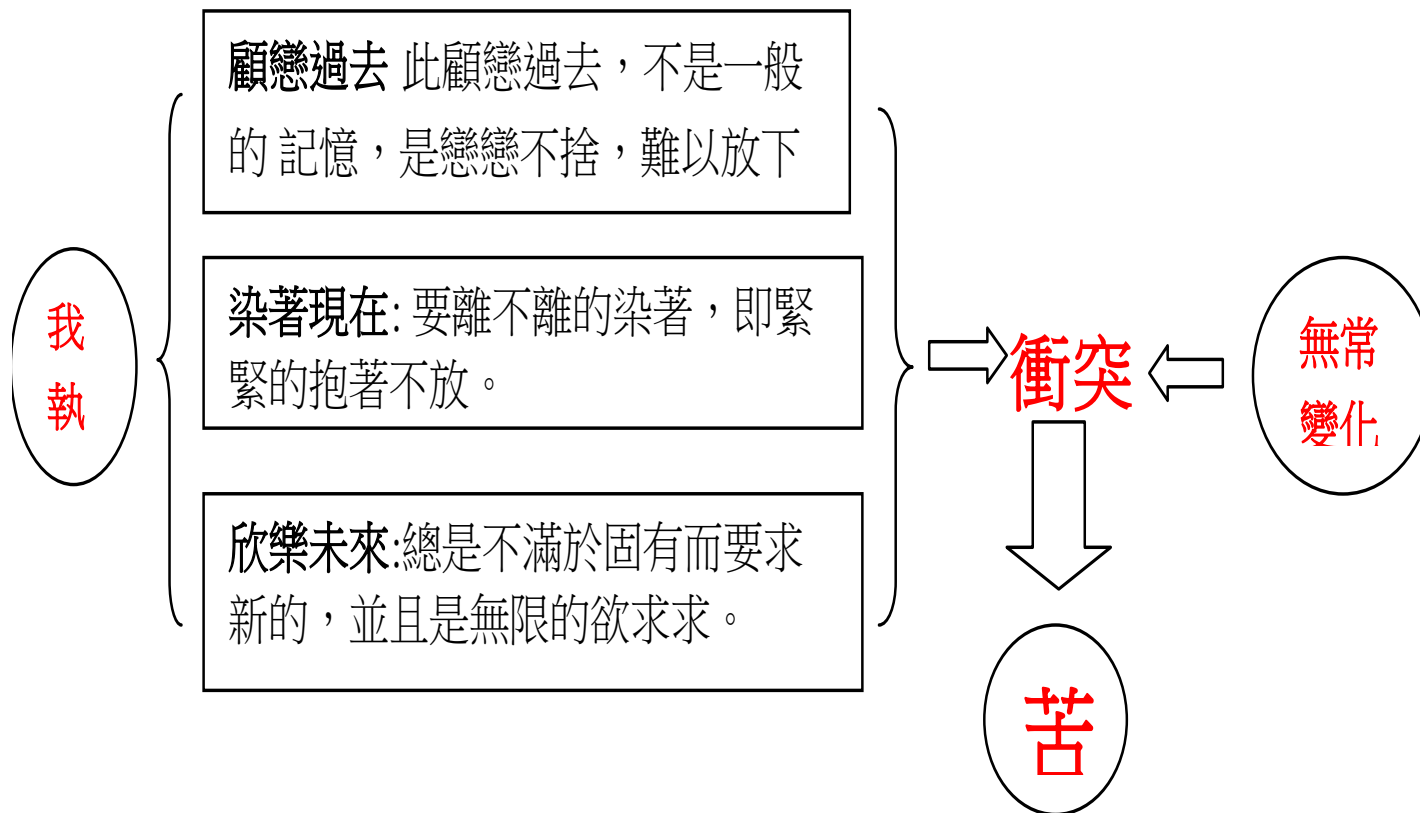 顧戀過去 此顧戀過去，不是一般
的 記憶，是戀戀不捨，難以放下
我
執
染著現在: 要離不離的染著，即緊
緊的抱著不放。
欣樂未來:總是不滿於固有而要求
新的，並且是無限的欲求求。
衝突
無常
變化
苦